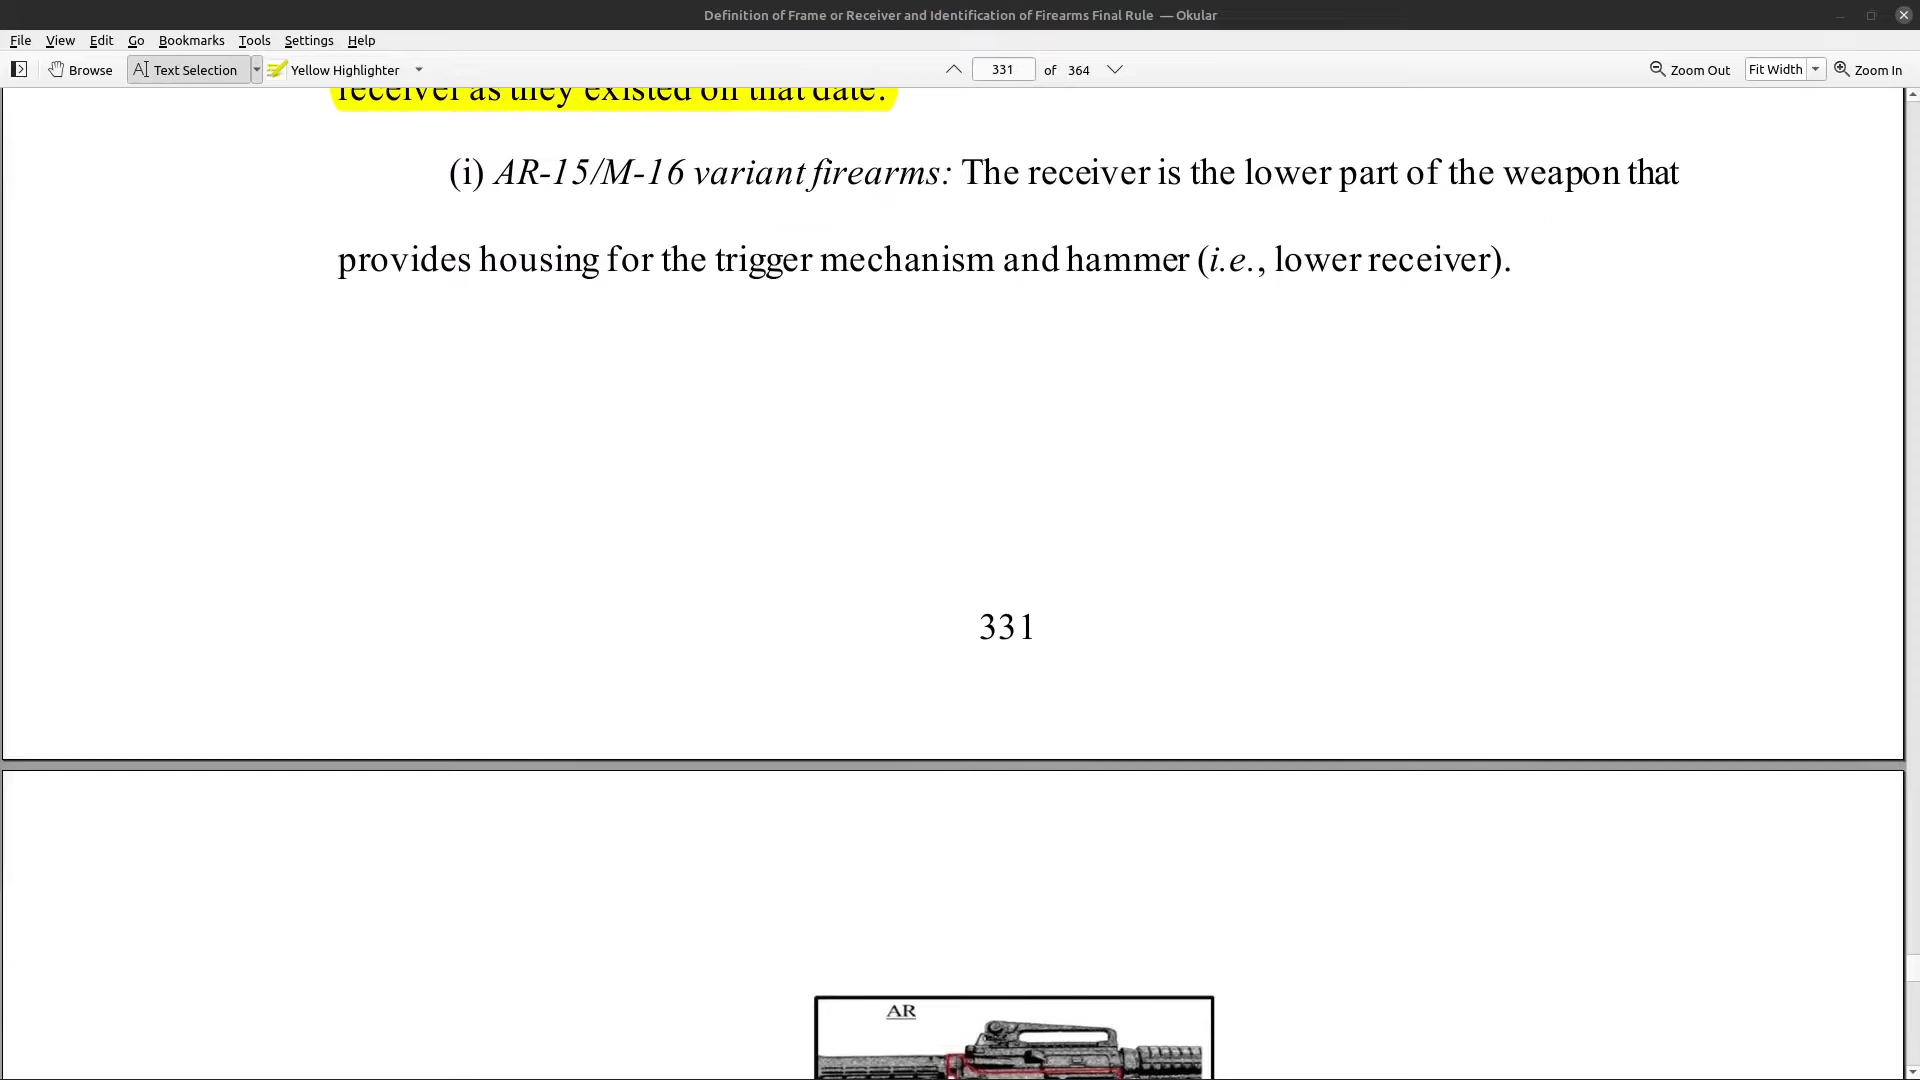 Definition of Frame or Receiver and Identification of Firearms Final Rule — Okular
File View Edit Go Bookmarks Tools Settings Help
Browse Text Selection Yellow Highlighter 331 of 364 Zoom Out Fit Width Zoom In
receiver as they existed on that date.
(i) AR-15/M-16 variant firearms: The receiver is the lower part of the weapon that
provides housing for the trigger mechanism and hammer (i.e., lower receiver).
331
AR